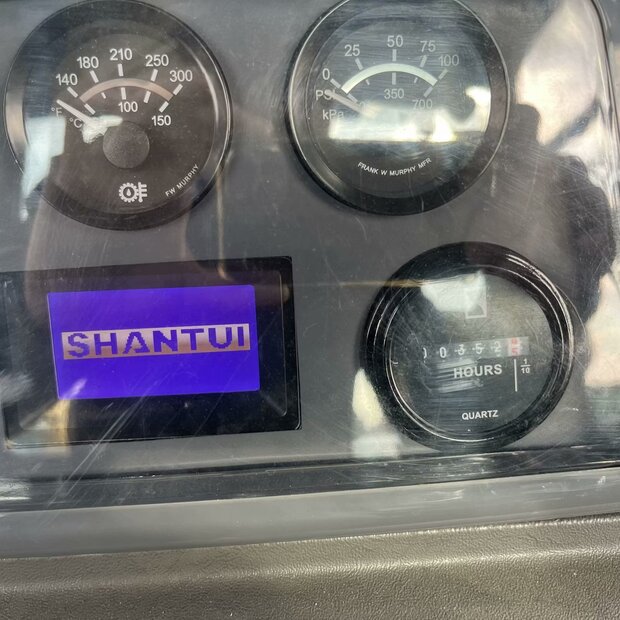 140 180 210 250 300
°F °C 100 150
FW MURPHY
0 25 50 75 100
PSI
kPa 350 700
FRANK W MURPHY MFR
SHANTUI
00352
HOURS 1/10
QUARTZ